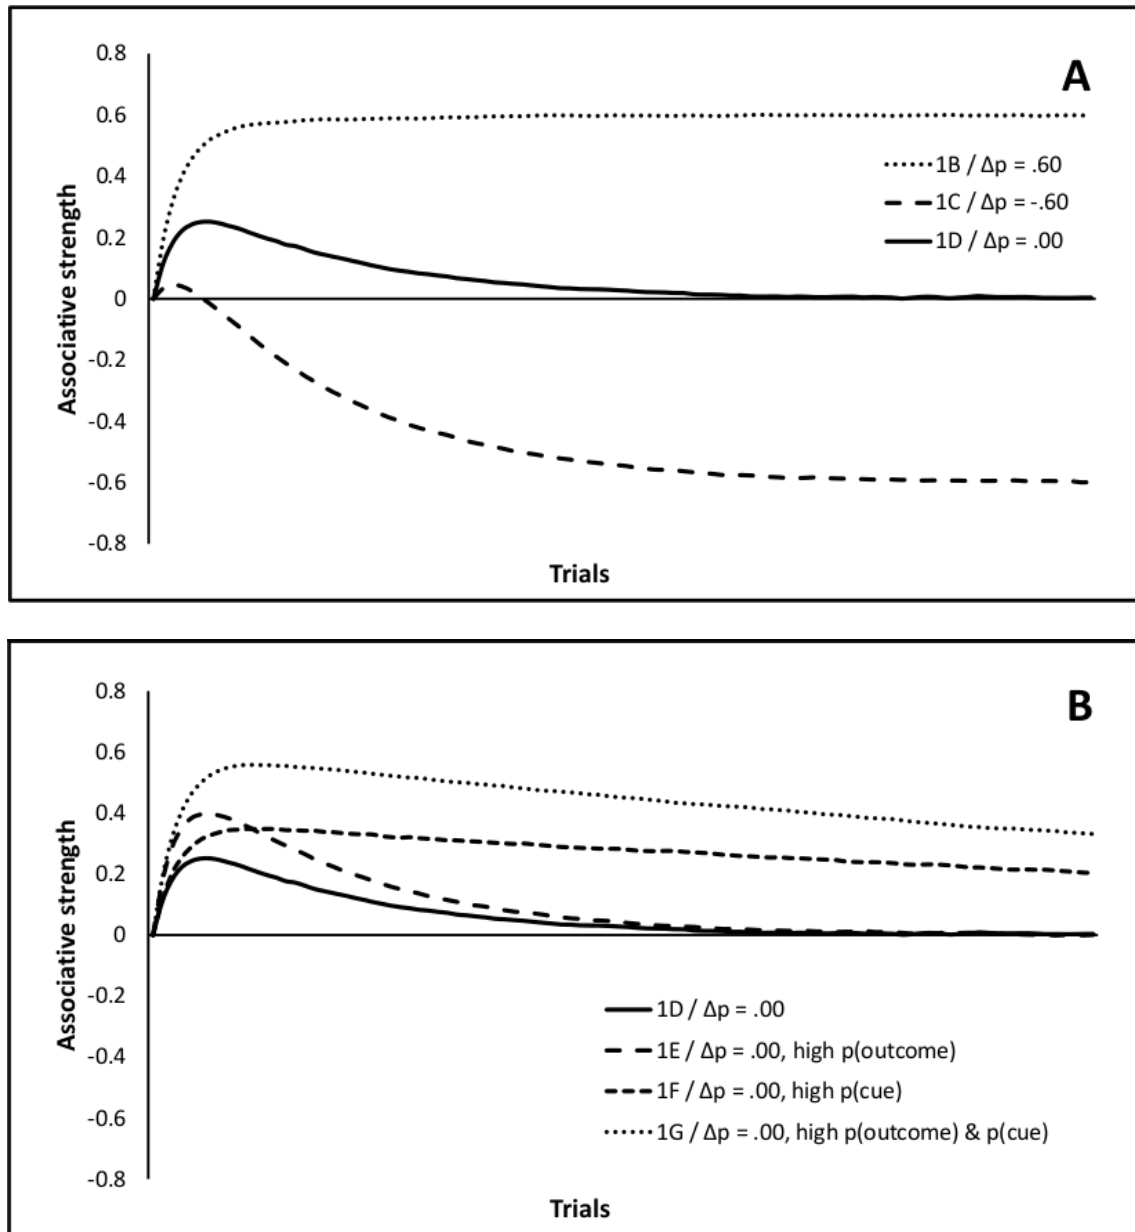 A
0.8
0.6
0.4
0.2
0
-0.2
-0.4
-0.6
-0.8
Associative strength
1B / Δp = .60
1C / Δp = -.60
1D / Δp = .00
Trials
B
0.8
0.6
0.4
0.2
0
-0.2
-0.4
-0.6
-0.8
Associative strength
1D / Δp = .00
1E / Δp = .00, high p(outcome)
1F / Δp = .00, high p(cue)
1G / Δp = .00, high p(outcome) & p(cue)
Trials